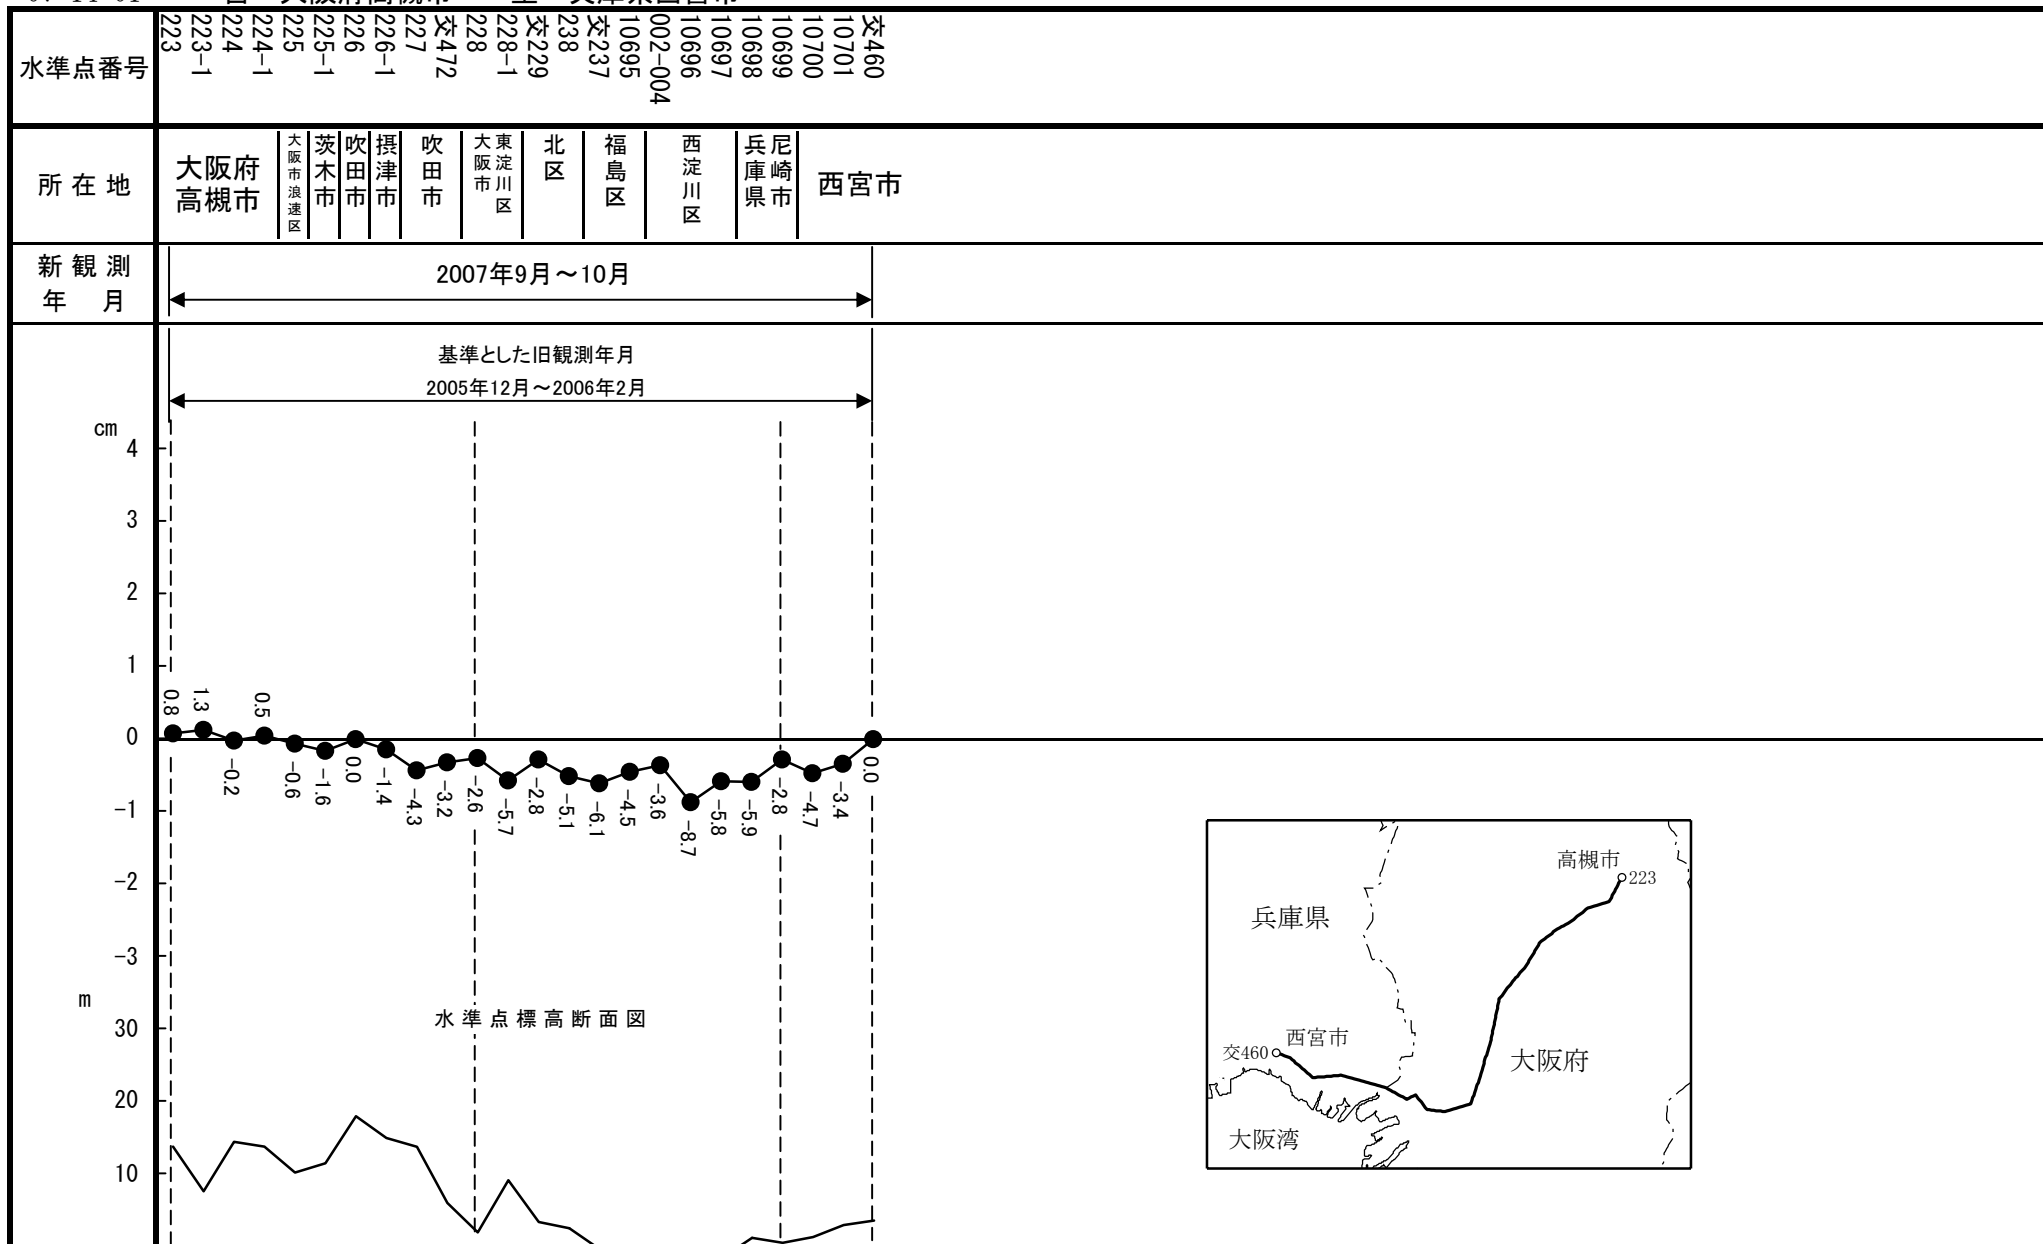 水準点番号
223
223-1
224
224-1
225
225-1
226
226-1
227
交472
228
228-1
交229
238
交237
10695
002-004
10696
10697
10698
10699
10700
10701
交460
所在地
大阪府
高槻市
大阪市浪速区
茨木市
吹田市
摂津市
吹田市
大阪市
東淀川区
北区
福島区
西淀川区
兵庫県
尼崎市
西宮市
新観測
年 月
2007年9月～10月
基準とした旧観測年月
2005年12月～2006年2月
cm
4
3
2
1
0
-1
-2
-3
0.8
1.3
-0.2
0.5
-0.6
-1.6
0.0
-1.4
-4.3
-3.2
-2.6
-5.7
-2.8
-5.1
-6.1
-4.5
-3.6
-8.7
-5.8
-5.9
-2.8
-4.7
-3.4
0.0
m
30
20
10
水準点標高断面図
高槻市
223
兵庫県
西宮市
交460
大阪府
大阪湾